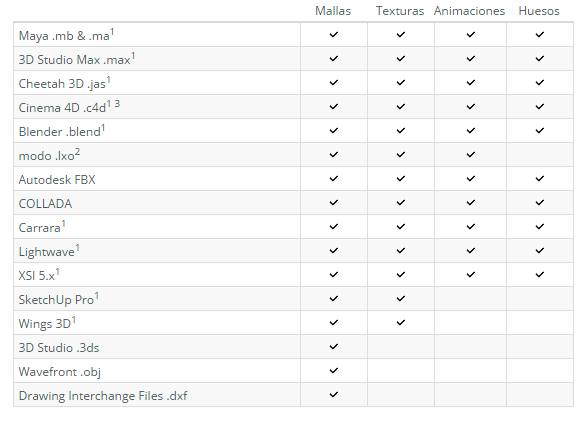 Mallas Texturas Animaciones Huesos
Maya .mb & .ma¹ ✓ ✓ ✓ ✓
3D Studio Max .max¹ ✓ ✓ ✓ ✓
Cheetah 3D .jas¹ ✓ ✓ ✓ ✓
Cinema 4D .c4d¹ ³ ✓ ✓ ✓ ✓
Blender .blend¹ ✓ ✓ ✓ ✓
modo .lxo² ✓ ✓ ✓
Autodesk FBX ✓ ✓ ✓ ✓
COLLADA ✓ ✓ ✓ ✓
Carrara¹ ✓ ✓ ✓ ✓
Lightwave¹ ✓ ✓ ✓ ✓
XSI 5.x¹ ✓ ✓ ✓ ✓
SketchUp Pro¹ ✓ ✓
Wings 3D¹ ✓ ✓
3D Studio .3ds ✓
Wavefront .obj ✓
Drawing Interchange Files .dxf ✓